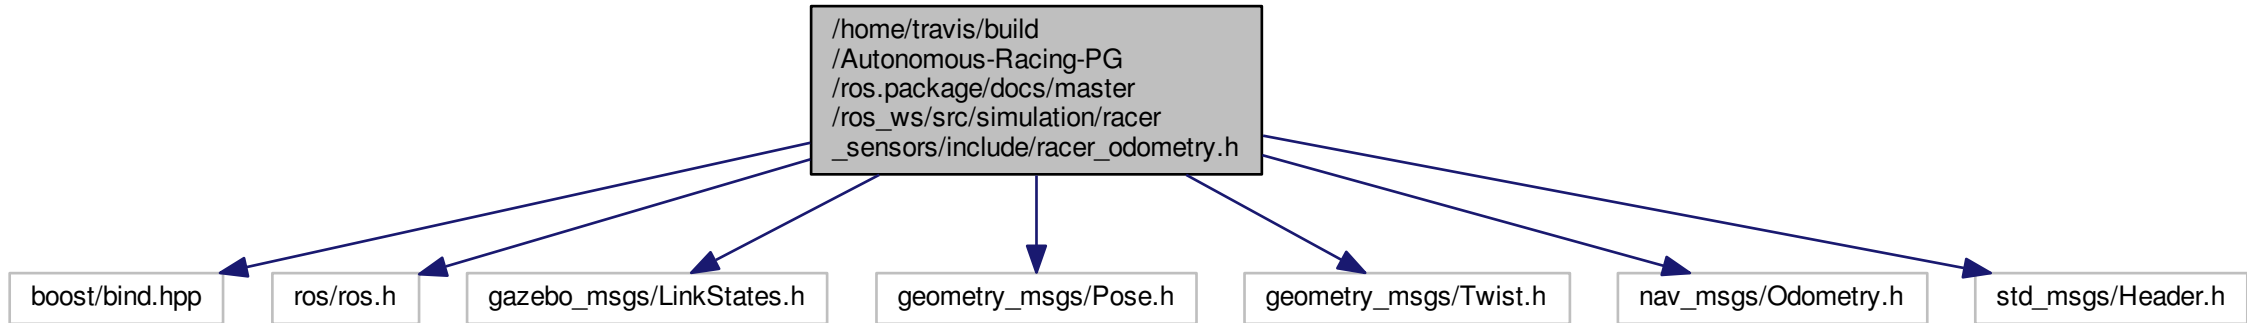 /home/travis/build
/Autonomous-Racing-PG
/ros.package/docs/master
/ros_ws/src/simulation/racer
_sensors/include/racer_odometry.h
boost/bind.hpp
ros/ros.h
gazebo_msgs/LinkStates.h
geometry_msgs/Pose.h
geometry_msgs/Twist.h
nav_msgs/Odometry.h
std_msgs/Header.h